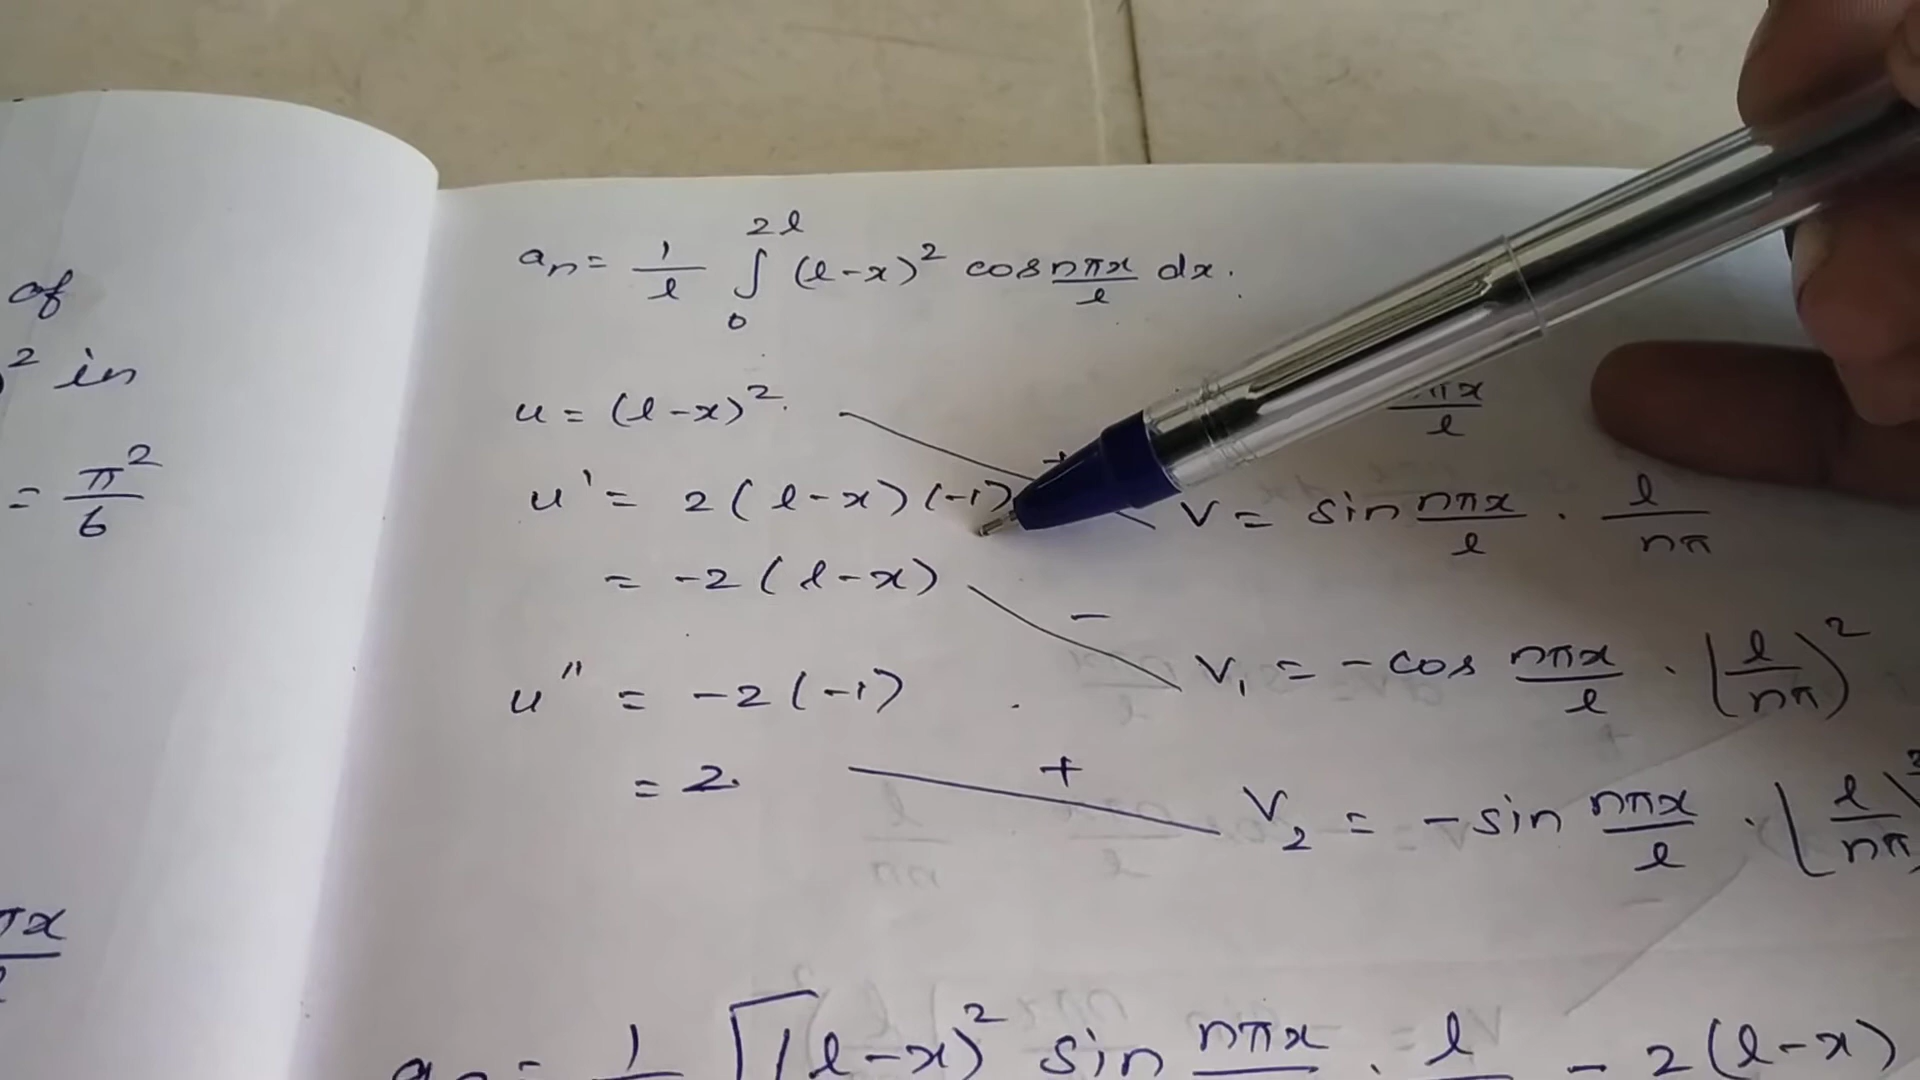 of
² in
= π²/6
πx
aₙ = 1/l ∫₀^2l (l-x)² cos nπx/l dx.
u = (l-x)². πx/l
u' = 2(l-x)(-1) + v = sin nπx/l . l/nπ
= -2(l-x) -
u" = -2(-1) . v₁ = -cos nπx/l . (l/nπ)²
= 2. + v₂ = -sin nπx/l . (l/nπ
aₙ = 1 [(l-x)² sin nπx . l - 2(l-x)